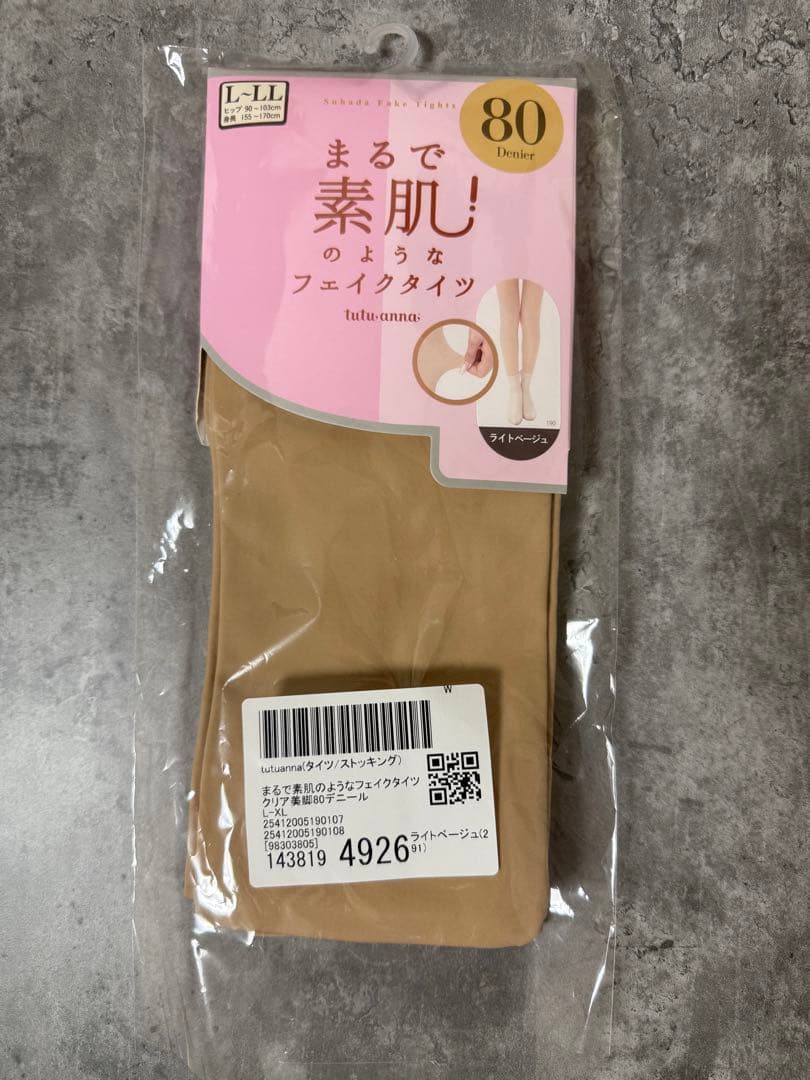 L~LL
ヒップ 90~103cm
身長 155~170cm
Suhada Fake Tights
80
Denier
まるで
素肌!
のような
フェイクタイツ
tutu·anna
190
ライトベージュ
W
tutuanna(タイツ/ストッキング)
まるで素肌のようなフェイクタイツ
クリア美脚80デニール
L-XL
25412005190107
25412005190108
[98303805]
143819 4926 ライトベージュ(2
91)